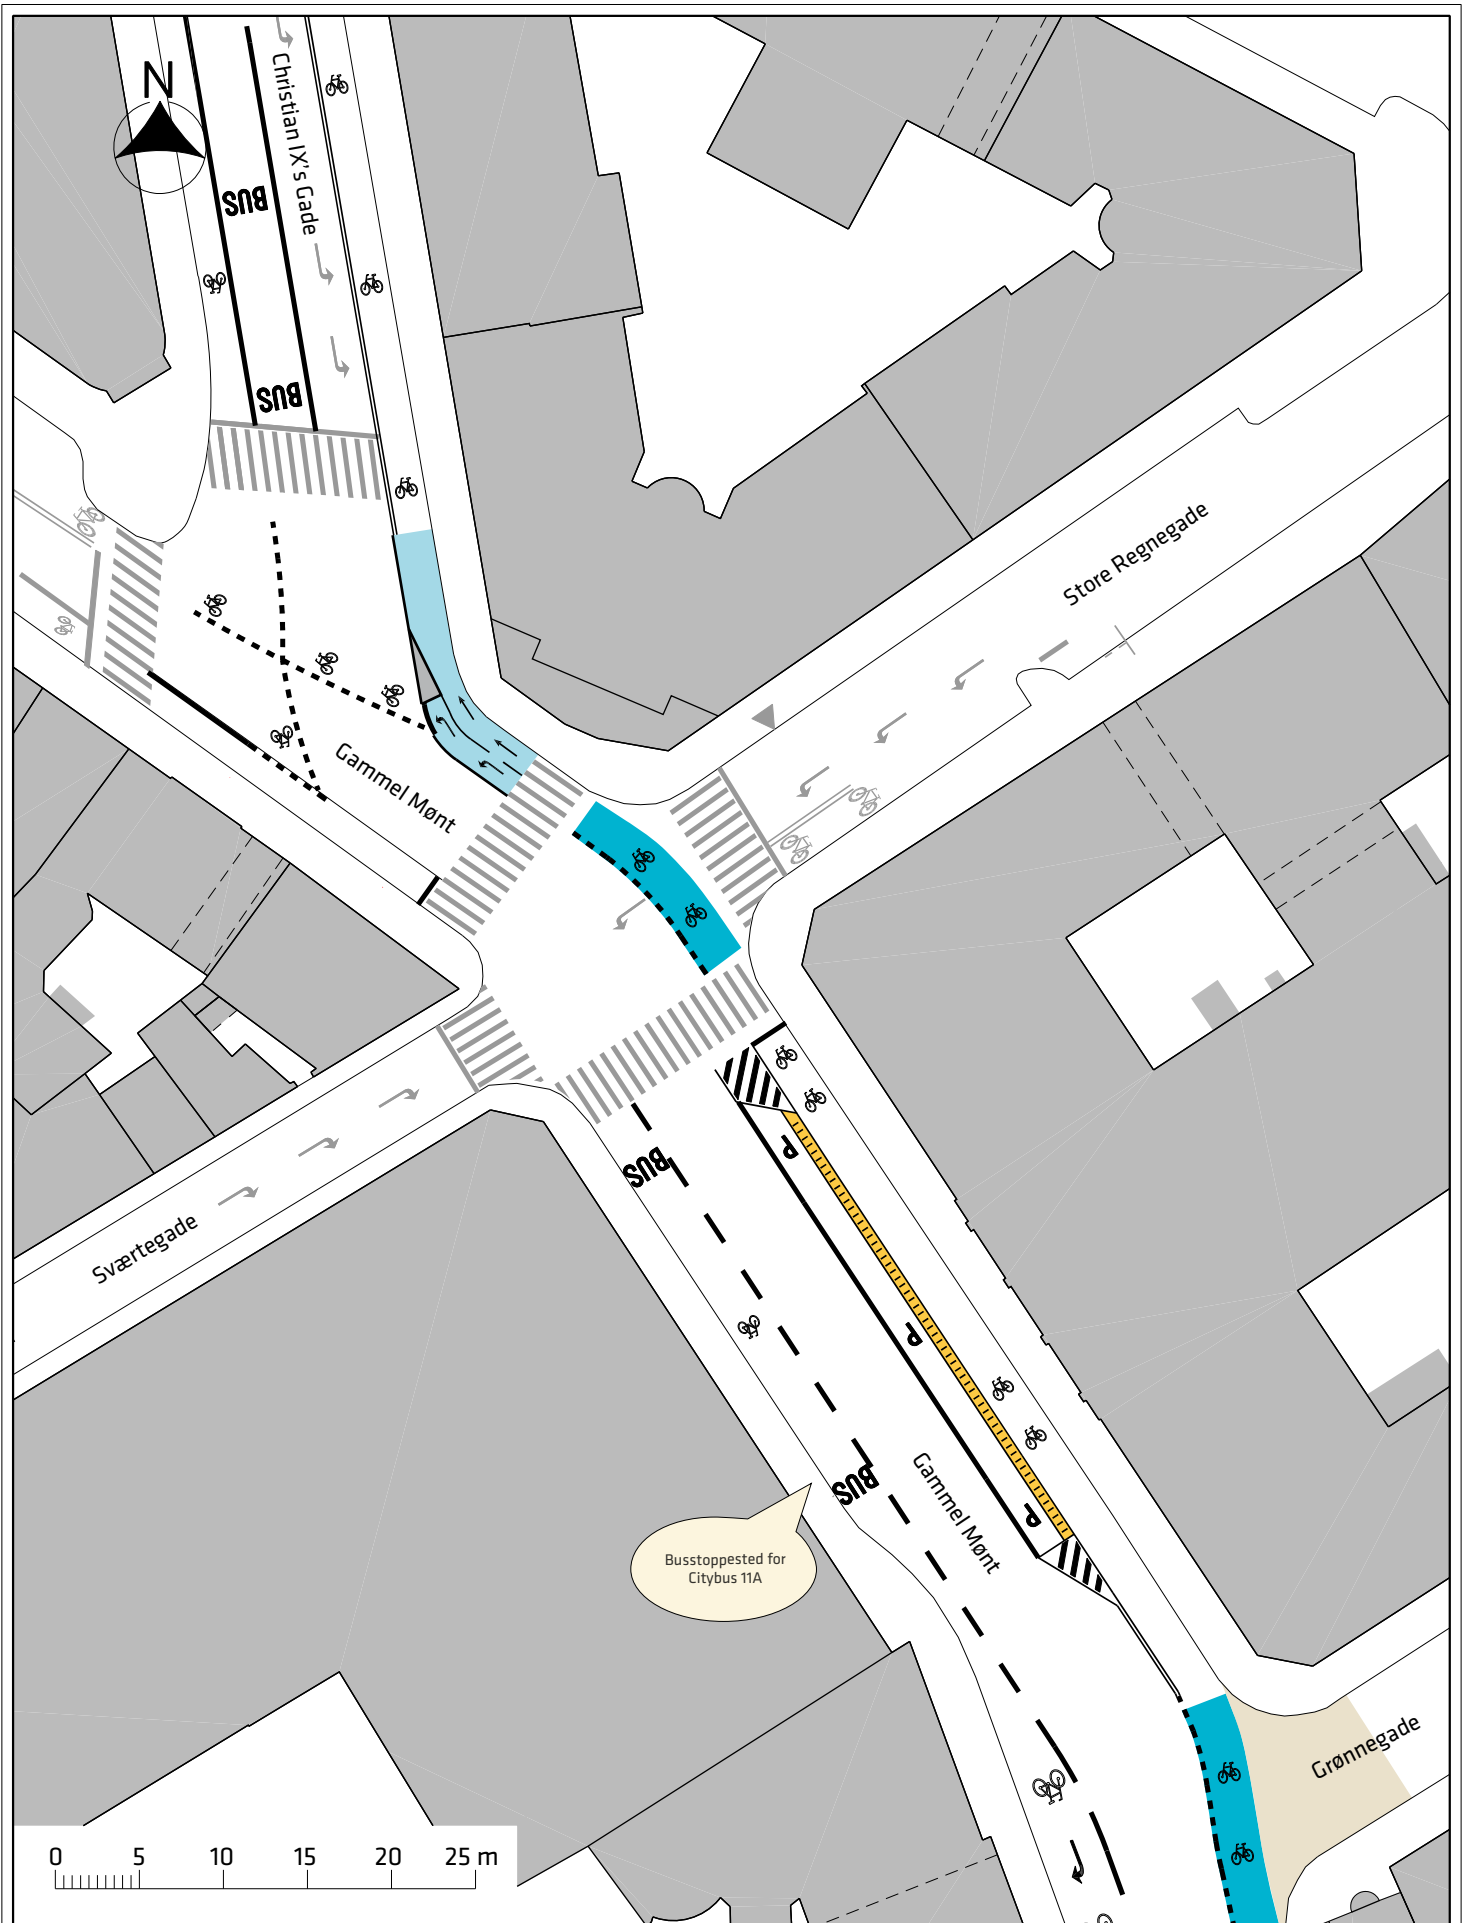 N
Christian IX's Gade
BUS
BUS
Store Regnegade
Gammel Mønt
BUS
P
Sværtegade
P
BUS
Gammel Mønt
P
Busstoppested for
Citybus 11A
Grønnegade
0 5 10 15 20 25 m